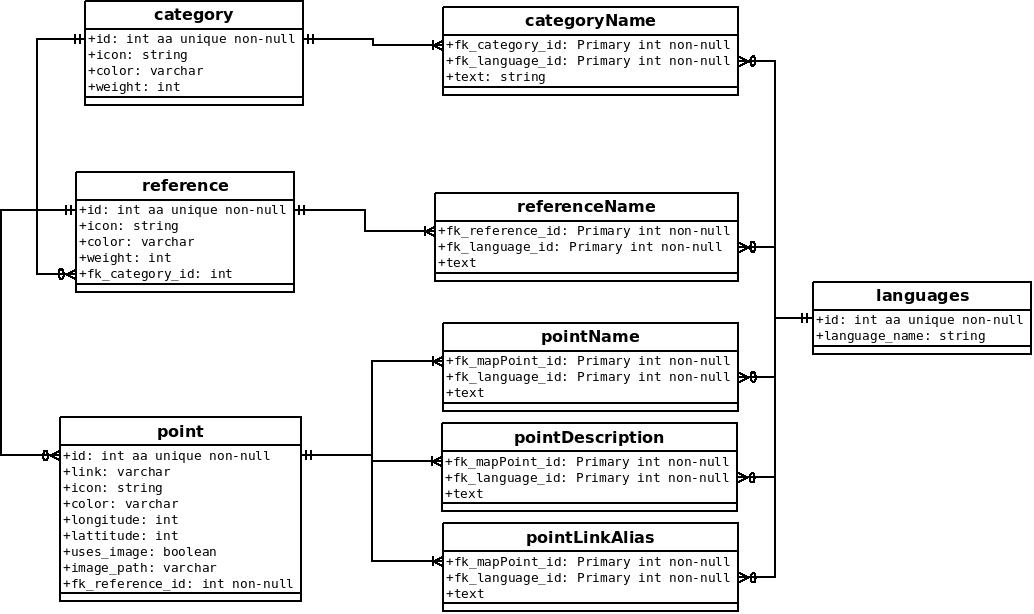 category
+id: int aa unique non-null
+icon: string
+color: varchar
+weight: int
categoryName
+fk_category_id: Primary int non-null
+fk_language_id: Primary int non-null
+text: string
reference
+id: int aa unique non-null
+icon: string
+color: varchar
+weight: int
+fk_category_id: int
referenceName
+fk_reference_id: Primary int non-null
+fk_language_id: Primary int non-null
+text
languages
+id: int aa unique non-null
+language_name: string
pointName
+fk_mapPoint_id: Primary int non-null
+fk_language_id: Primary int non-null
+text
point
+id: int aa unique non-null
+link: varchar
+icon: string
+color: varchar
+longitude: int
+lattitude: int
+uses_image: boolean
+image_path: varchar
+fk_reference_id: int non-null
pointDescription
+fk_mapPoint_id: Primary int non-null
+fk_language_id: Primary int non-null
+text
pointLinkAlias
+fk_mapPoint_id: Primary int non-null
+fk_language_id: Primary int non-null
+text